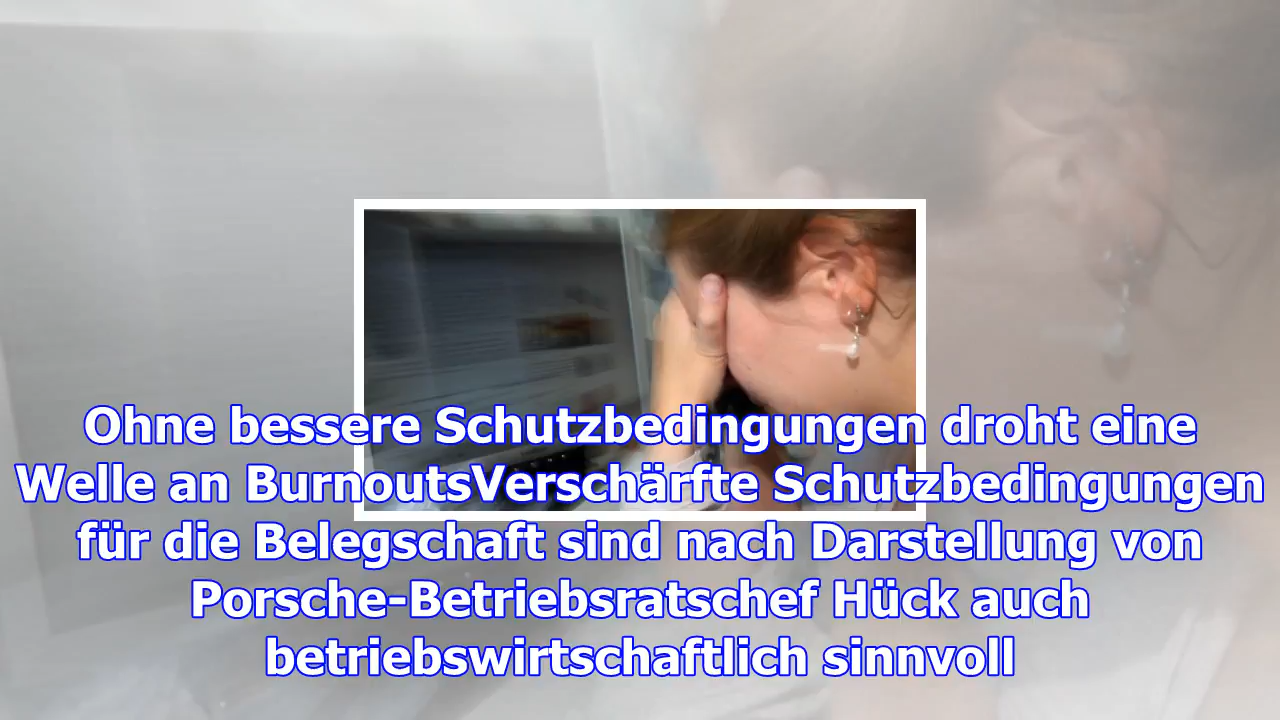 Ohne bessere Schutzbedingungen droht eine
Welle an BurnoutsVerschärfte Schutzbedingungen
für die Belegschaft sind nach Darstellung von
Porsche-Betriebsratschef Hück auch
betriebswirtschaftlich sinnvoll